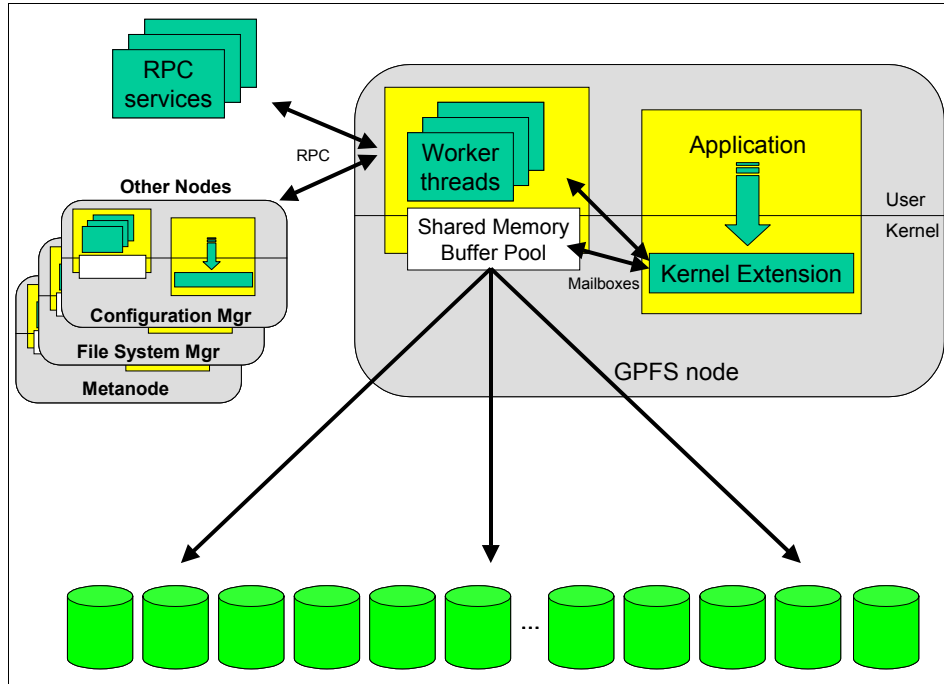 RPC
services
RPC
Worker
threads
Application
User
Kernel
Shared Memory
Buffer Pool
Mailboxes
Kernel Extension
GPFS node
Other Nodes
Configuration Mgr
File System Mgr
Metanode
...